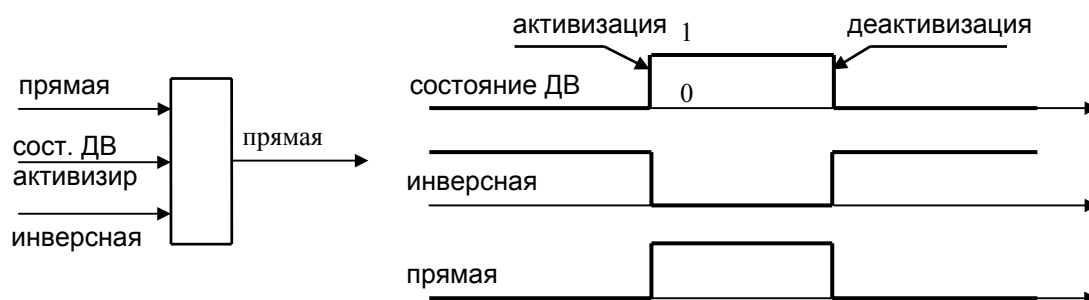 прямая
сост. ДВ
активизир
инверсная
прямая
активизация
1
деактивизация
состояние ДВ
0
инверсная
прямая